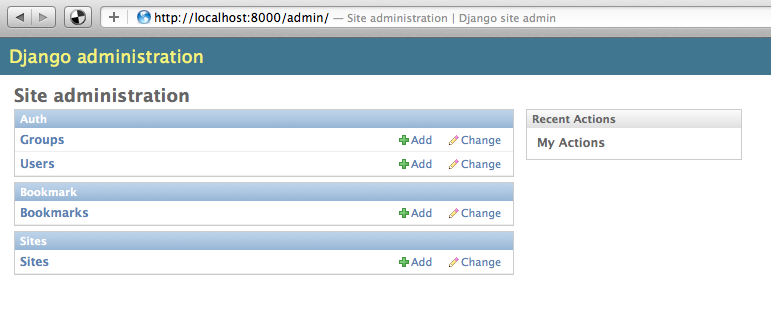 http://localhost:8000/admin/ — Site administration | Django site admin
Django administration
Site administration
Auth
Groups Add Change
Users Add Change
Bookmark
Bookmarks Add Change
Sites
Sites Add Change
Recent Actions
My Actions